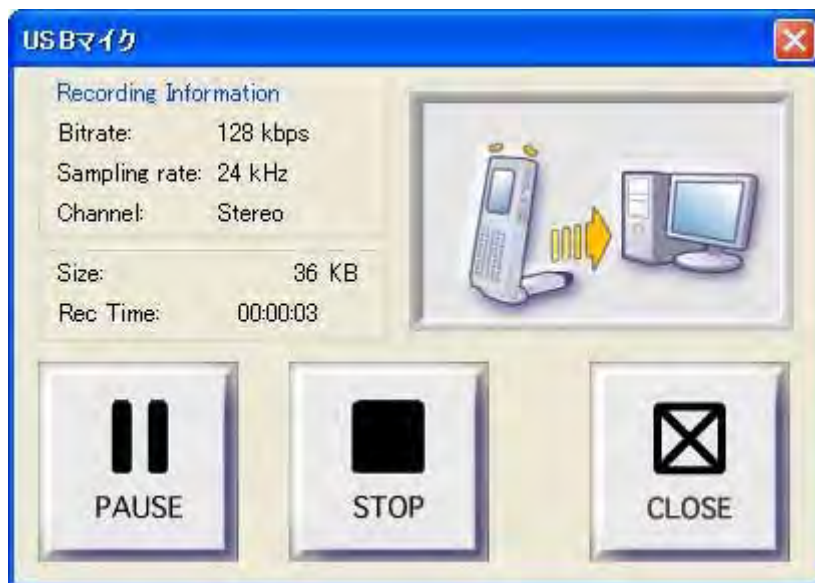 USBマイク
Recording Information
Bitrate: 128 kbps
Sampling rate: 24 kHz
Channel: Stereo
Size: 36 KB
Rec Time: 00:00:03
PAUSE
STOP
CLOSE